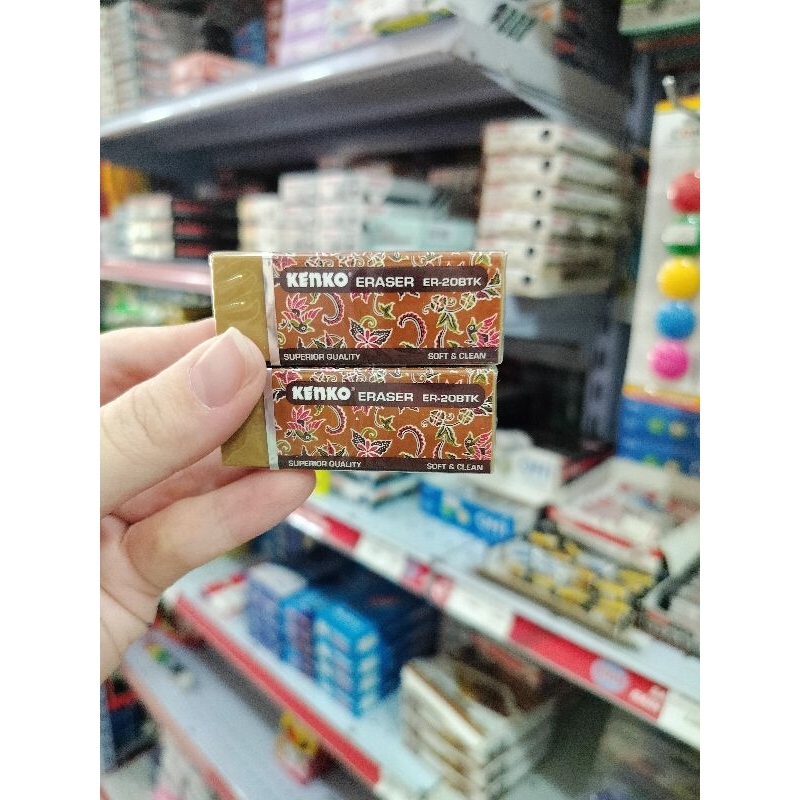 KENKO® ERASER ER-20BTK
SUPERIOR QUALITY SOFT & CLEAN
KENKO® ERASER ER-20BTK
SUPERIOR QUALITY SOFT & CLEAN